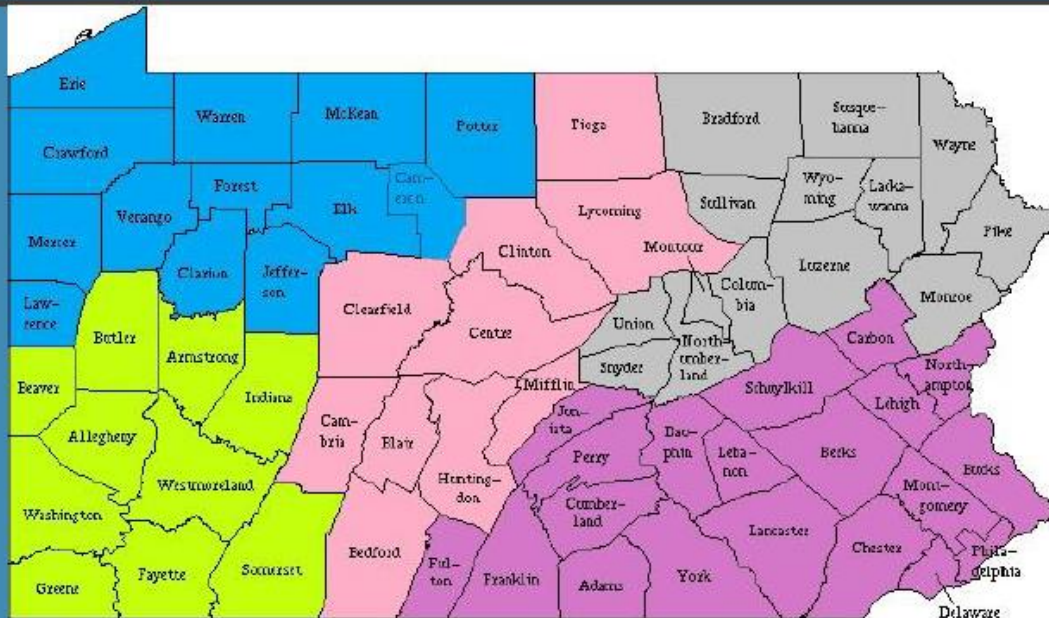 Erie
Warren
McKean
Potter
Tioga
Bradford
Susque-
hanna
Wayne
Crawford
Forest
Cam-
eron
Wyo-
ming
Lacka-
wanna
Venango
Elk
Sullivan
Lycoming
Mercer
Pike
Clinton
Montour
Clarion
Jeffer-
son
Luzerne
Colum-
bia
Monroe
Law-
rence
Clearfield
Butler
Centre
Union
Carbon
Armstrong
North-
umber-
land
Snyder
North-
ampton
Beaver
Indiana
Mifflin
Schuylkill
Lehigh
Jun-
iata
Allegheny
Cam-
bria
Blair
Dau-
phin
Leba-
non
Berks
Perry
Bucks
Hunting-
don
Mont-
gomery
Westmoreland
Cumber-
land
Washington
Lancaster
Bedford
Chester
Phila-
delphia
Somerset
Ful-
ton
Franklin
Adams
York
Fayette
Greene
Delaware